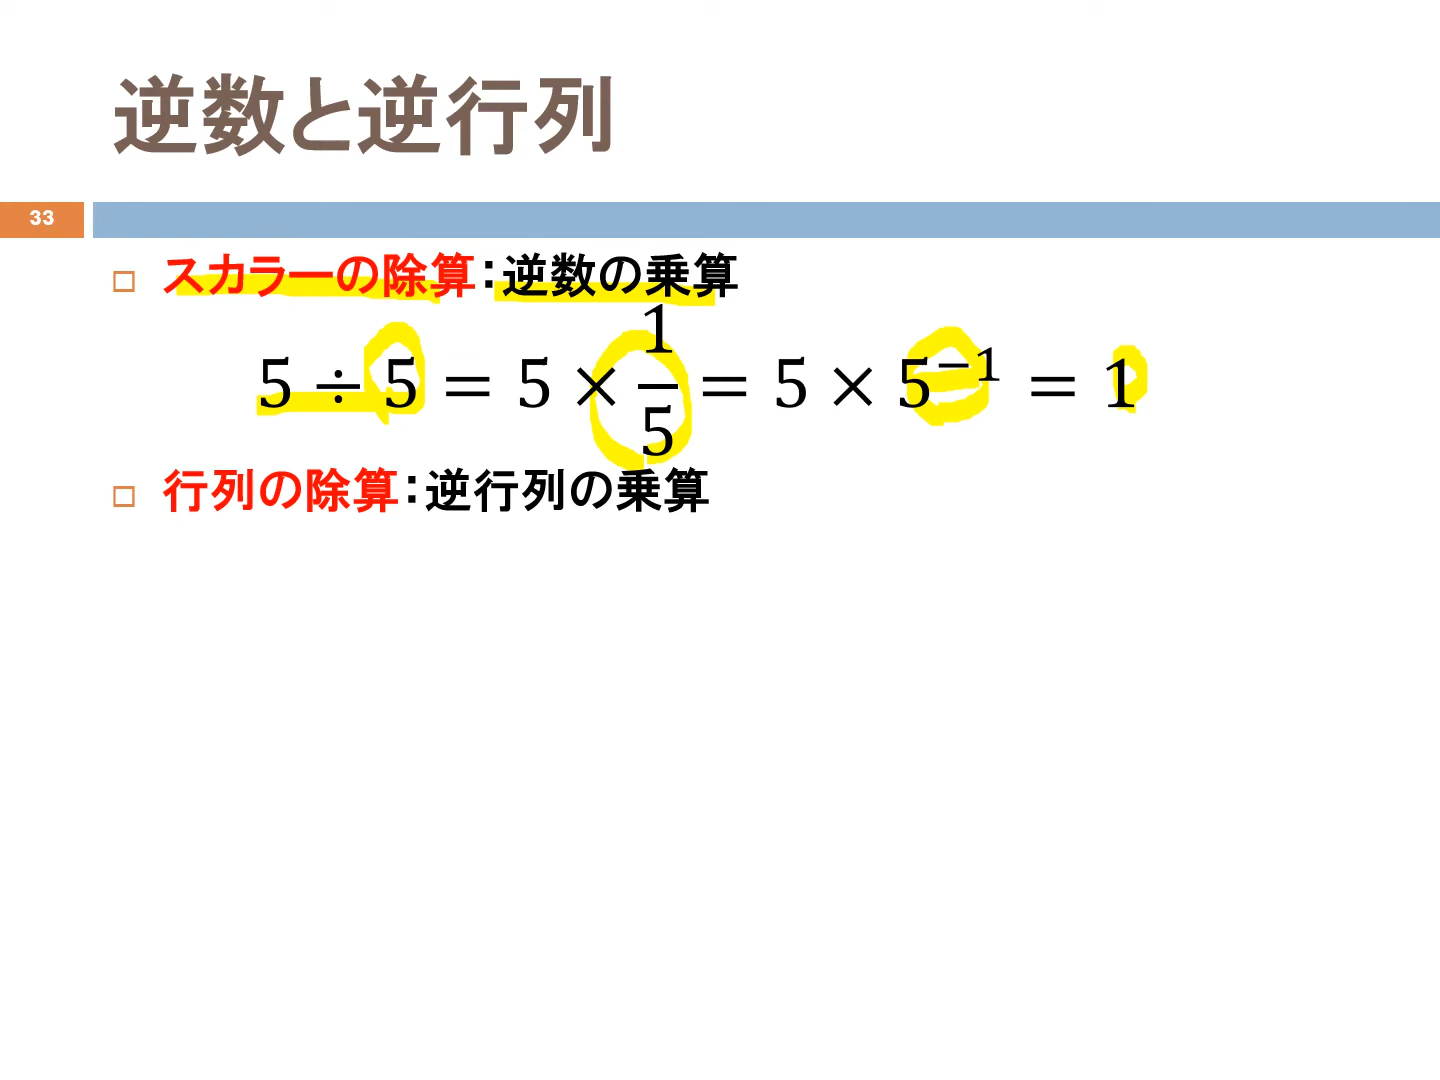 逆数と逆行列
33
スカラーの除算：逆数の乗算
5 ÷ 5 = 5 × 1/5 = 5 × 5⁻¹ = 1
行列の除算：逆行列の乗算